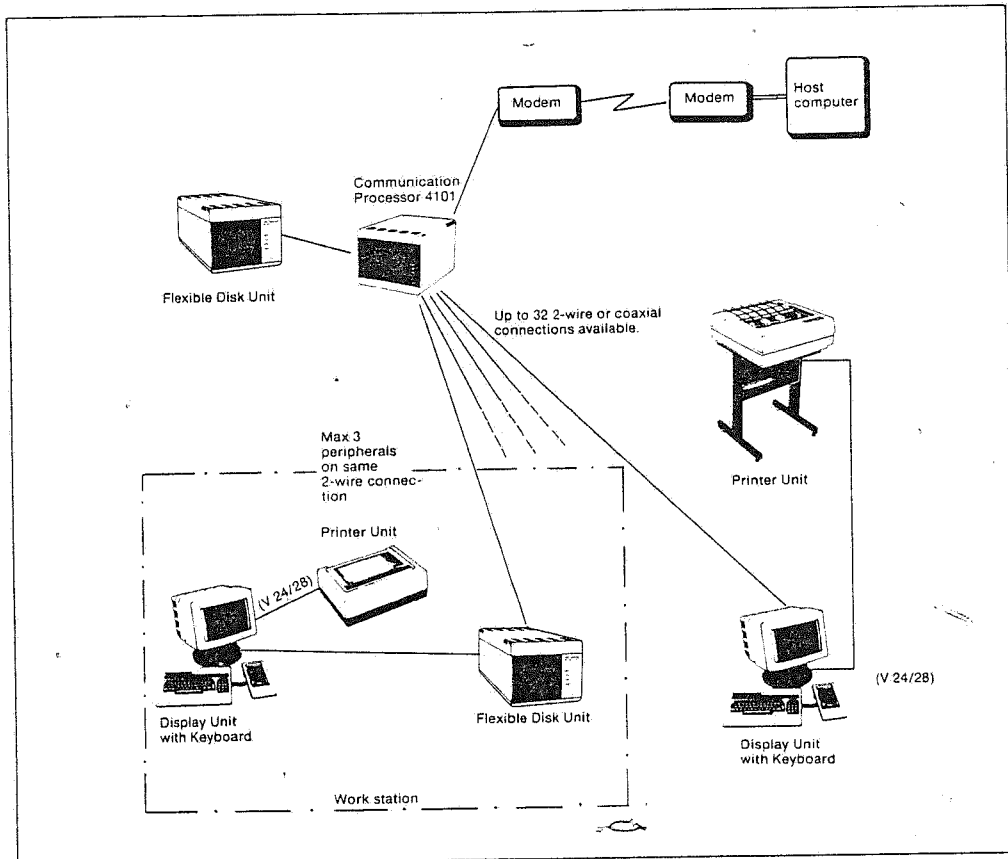 Modem
Modem
Host
computer
Communication
Processor 4101
Flexible Disk Unit
Up to 32 2-wire or coaxial
connections available.
Max 3
peripherals
on same
2-wire connec-
tion
Printer Unit
Printer Unit
(V 24/28)
(V 24/28)
Flexible Disk Unit
Display Unit
with Keyboard
Display Unit
with Keyboard
Work station